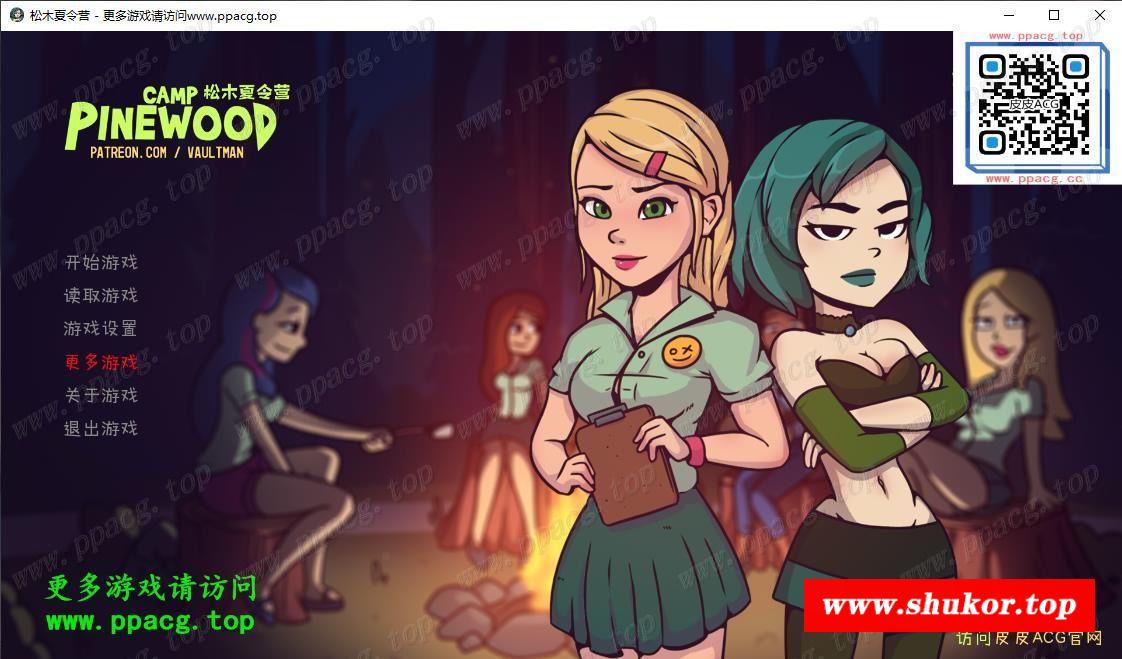 松木夏令营 - 更多游戏请访问www.ppacg.top
www.ppacg.top
皮皮ACG
www.ppacg.cc
CAMP 松木夏令营
PINEWOOD
PATREON.COM / VAULTMAN
开始游戏
读取游戏
游戏设置
更多游戏
关于游戏
退出游戏
更多游戏请访问
www.ppacg.top
www.shukor.top
访问皮皮ACG官网
www.ppacg.top